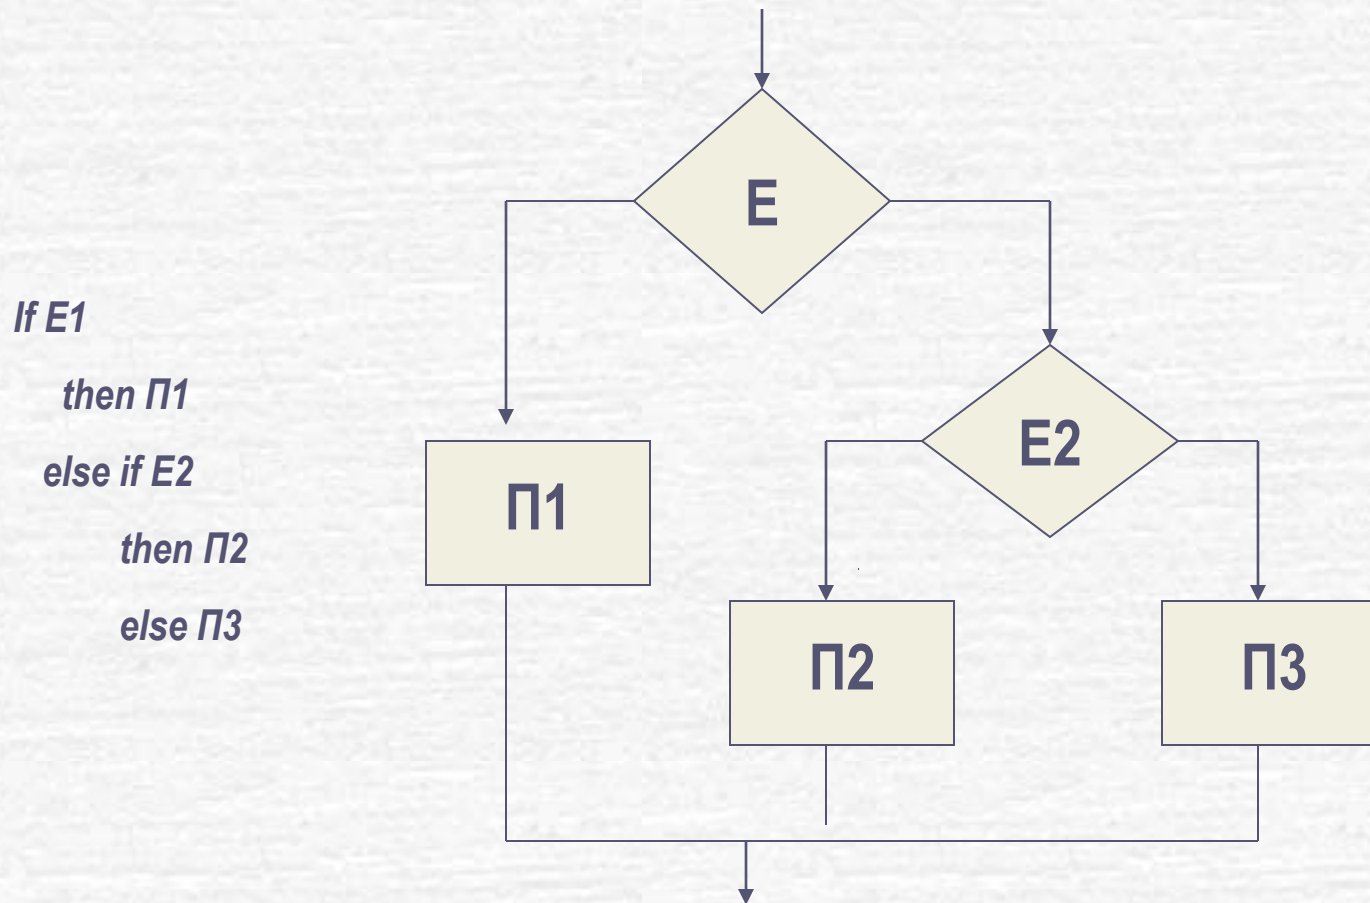 If E1
then П1
else if E2
then П2
else П3
E
E2
П1
П2
П3